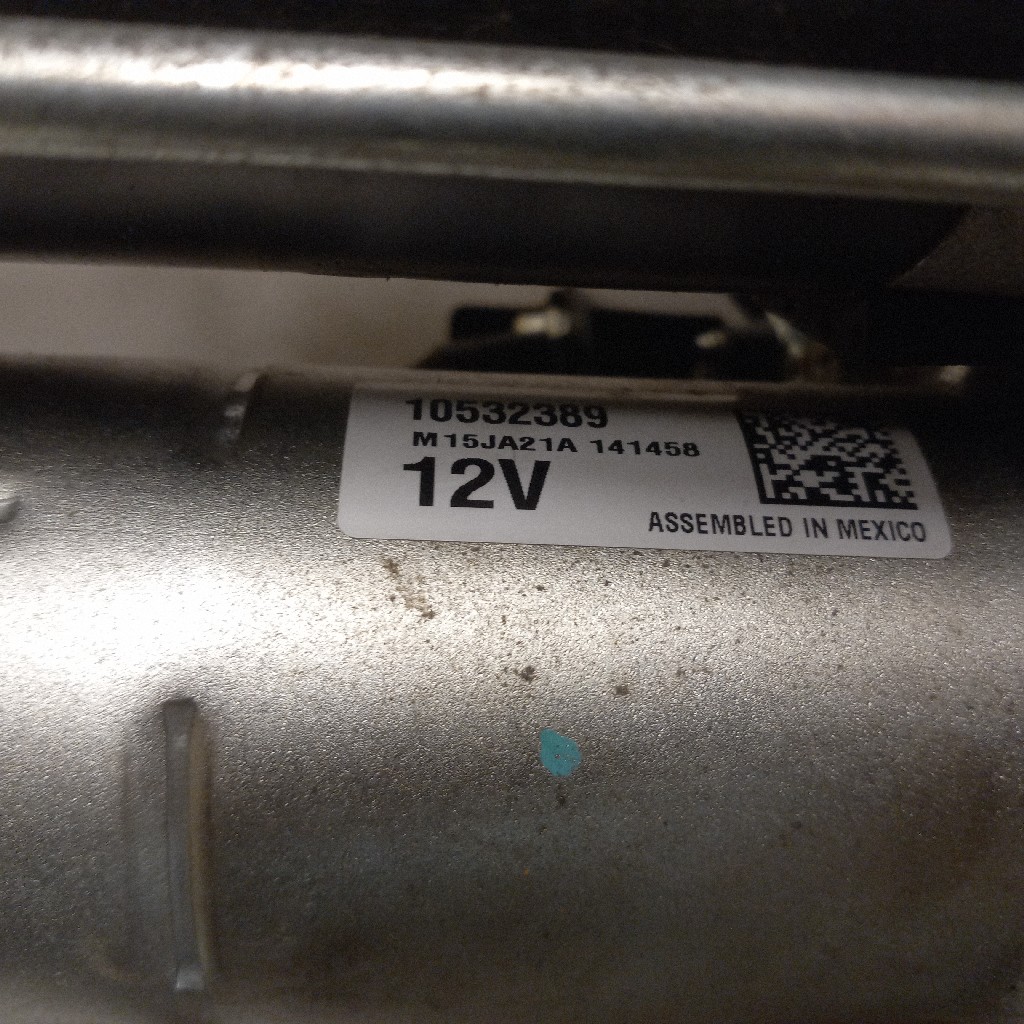 10532389
M15JA21A 141458
12V
ASSEMBLED IN MEXICO